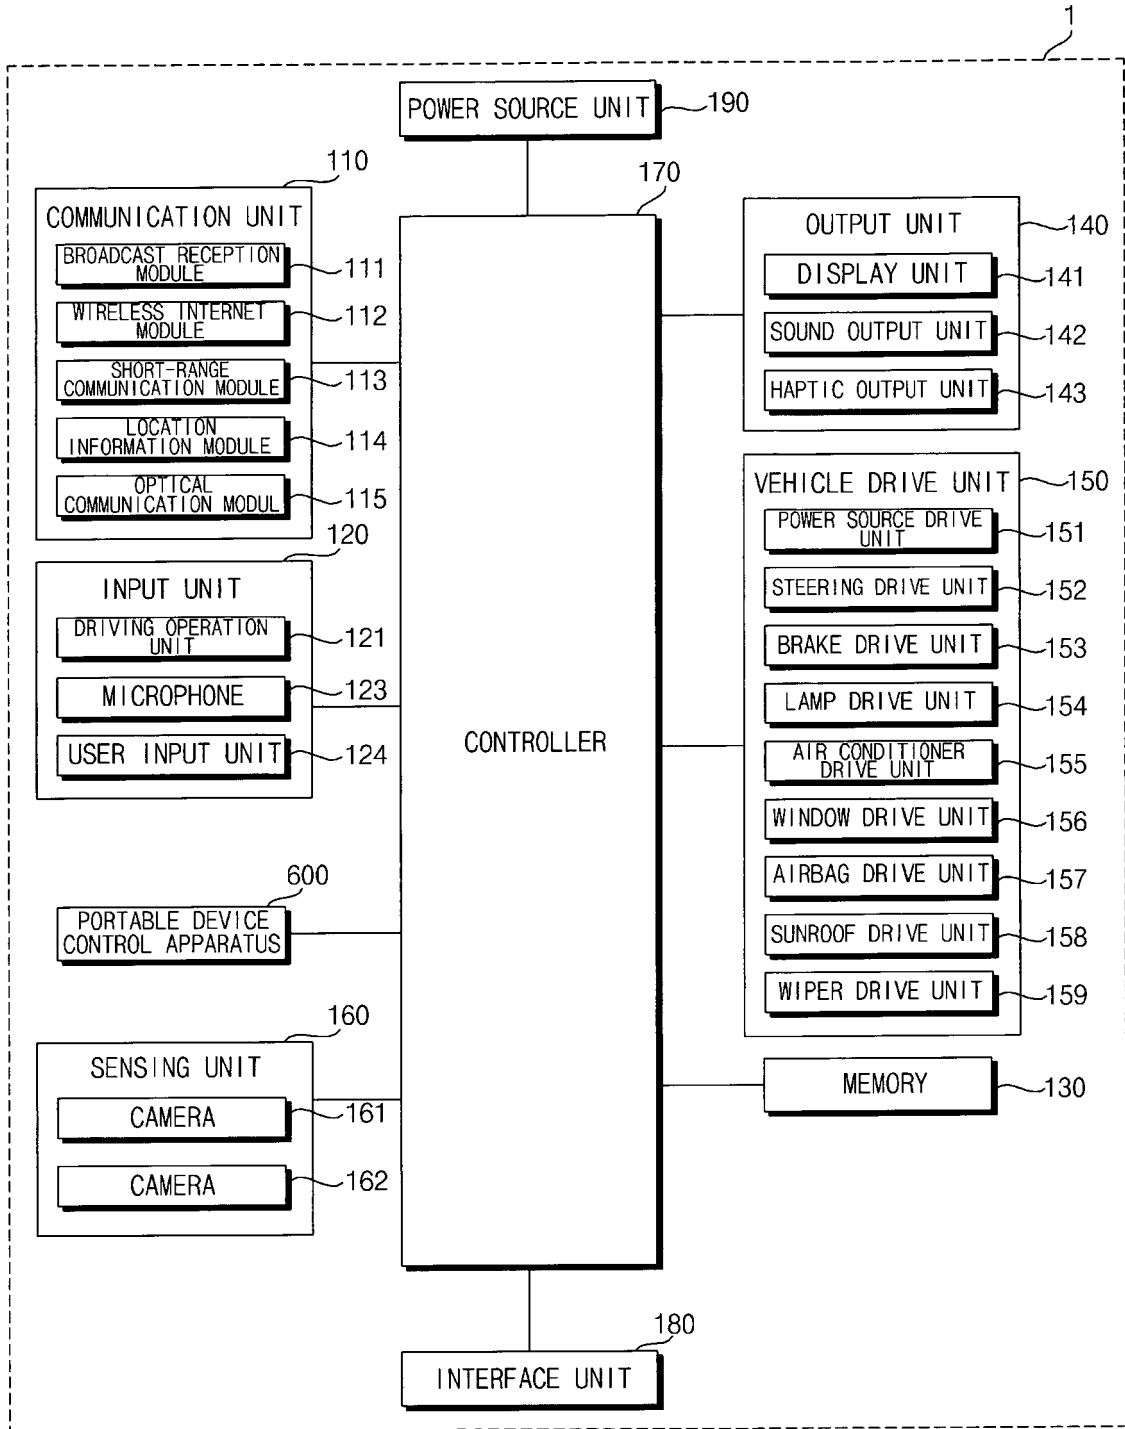 1
POWER SOURCE UNIT
190
110
COMMUNICATION UNIT
BROADCAST RECEPTION
MODULE
111
WIRELESS INTERNET
MODULE
112
SHORT-RANGE
COMMUNICATION MODULE
113
LOCATION
INFORMATION MODULE
114
OPTICAL
COMMUNICATION MODUL
115
120
INPUT UNIT
DRIVING OPERATION
UNIT
121
MICROPHONE
123
USER INPUT UNIT
124
600
PORTABLE DEVICE
CONTROL APPARATUS
160
SENSING UNIT
CAMERA
161
CAMERA
162
170
CONTROLLER
OUTPUT UNIT
140
DISPLAY UNIT
141
SOUND OUTPUT UNIT
142
HAPTIC OUTPUT UNIT
143
VEHICLE DRIVE UNIT
150
POWER SOURCE DRIVE
UNIT
151
STEERING DRIVE UNIT
152
BRAKE DRIVE UNIT
153
LAMP DRIVE UNIT
154
AIR CONDITIONER
DRIVE UNIT
155
WINDOW DRIVE UNIT
156
AIRBAG DRIVE UNIT
157
SUNROOF DRIVE UNIT
158
WIPER DRIVE UNIT
159
MEMORY
130
180
INTERFACE UNIT